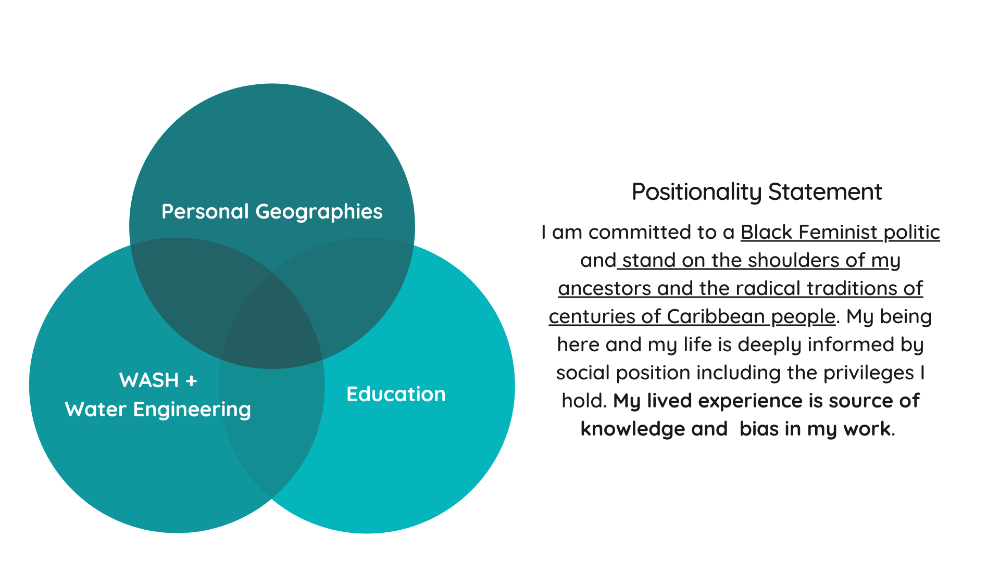 Personal Geographies
WASH +
Water Engineering
Education
Positionality Statement
I am committed to a Black Feminist politic
and stand on the shoulders of my
ancestors and the radical traditions of
centuries of Caribbean people. My being
here and my life is deeply informed by
social position including the privileges I
hold. My lived experience is source of
knowledge and  bias in my work.